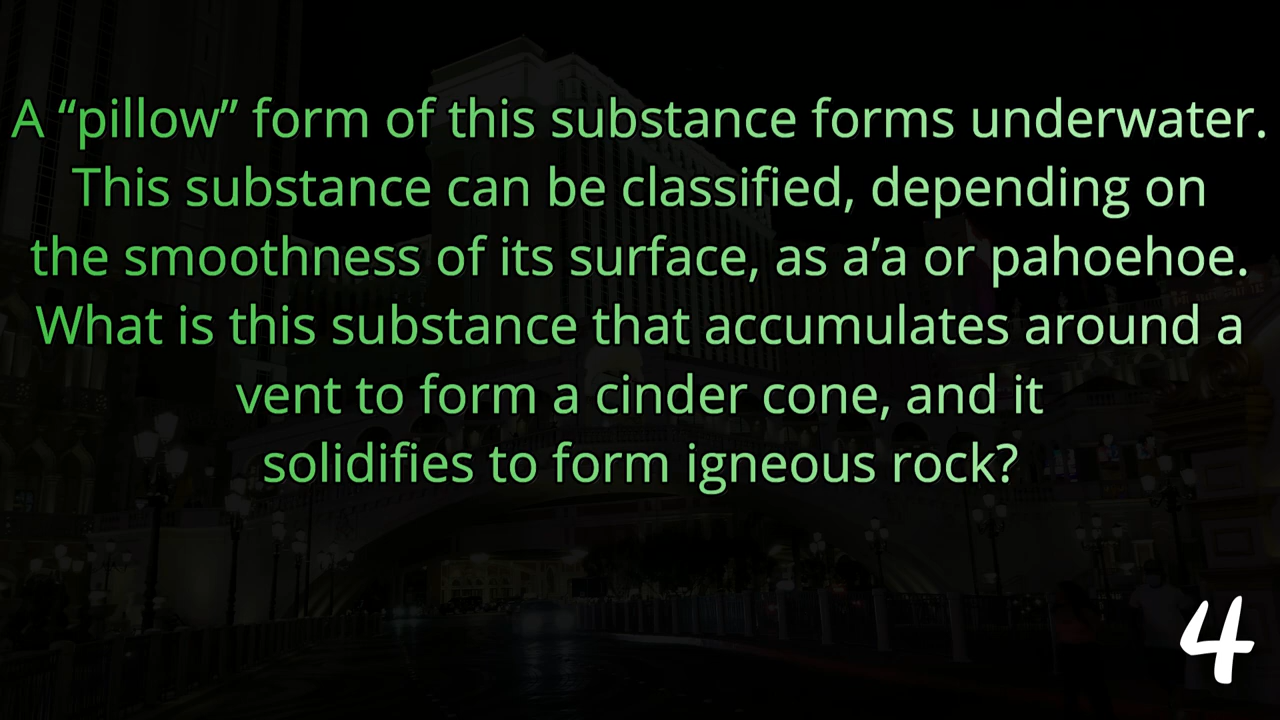 A “pillow” form of this substance forms underwater.
This substance can be classified, depending on
the smoothness of its surface, as a’a or pahoehoe.
What is this substance that accumulates around a
vent to form a cinder cone, and it
solidifies to form igneous rock?
4